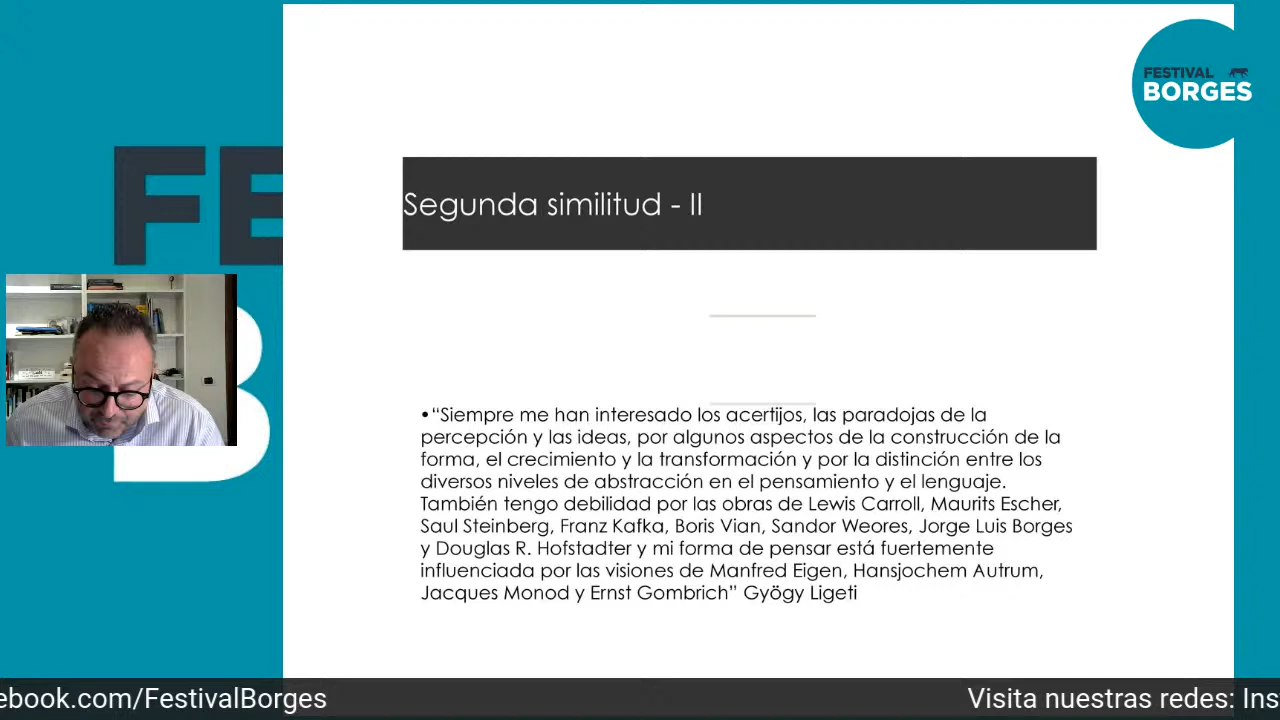 FESTIVAL
BORGES
FE
B
Segunda similitud - II
•“Siempre me han interesado los acertijos, las paradojas de la
percepción y las ideas, por algunos aspectos de la construcción de la
forma, el crecimiento y la transformación y por la distinción entre los
diversos niveles de abstracción en el pensamiento y el lenguaje.
También tengo debilidad por las obras de Lewis Carroll, Maurits Escher,
Saul Steinberg, Franz Kafka, Boris Vian, Sandor Weores, Jorge Luis Borges
y Douglas R. Hofstadter y mi forma de pensar está fuertemente
influenciada por las visiones de Manfred Eigen, Hansjochem Autrum,
Jacques Monod y Ernst Gombrich” Gyögy Ligeti
ebook.com/FestivalBorges
Visita nuestras redes: Ins